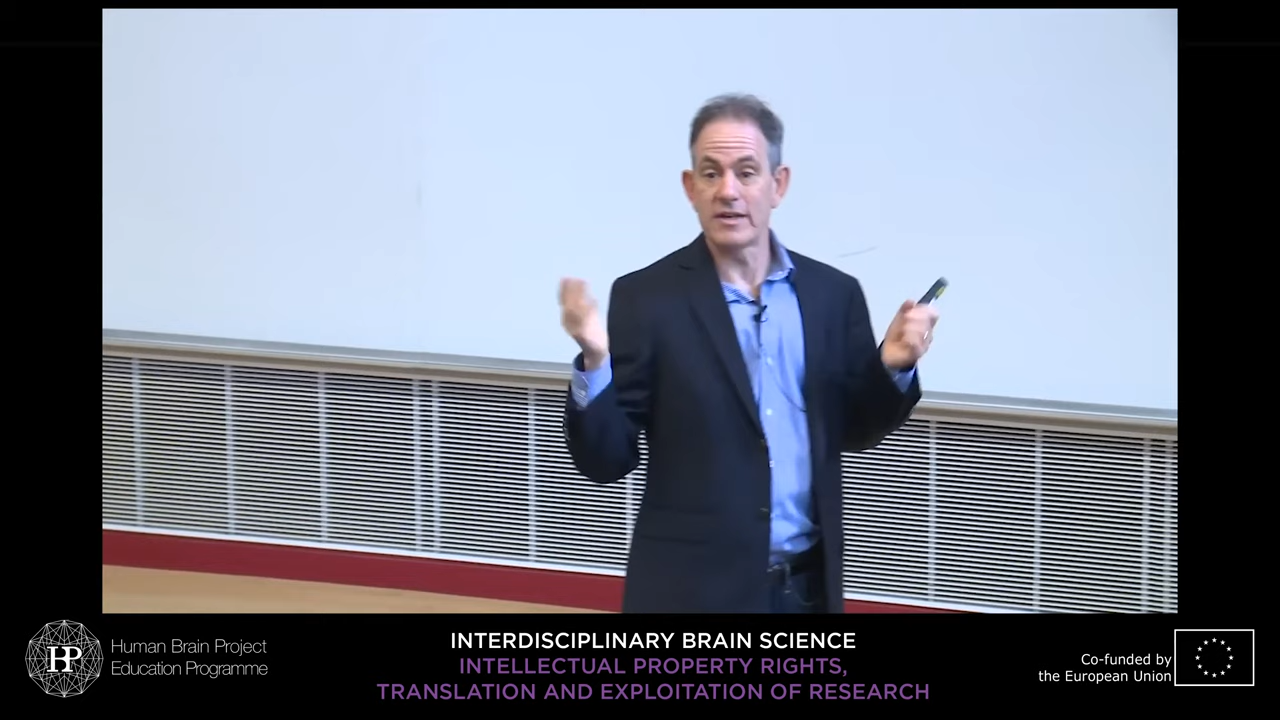 HP
Human Brain Project
Education Programme
INTERDISCIPLINARY BRAIN SCIENCE
INTELLECTUAL PROPERTY RIGHTS,
TRANSLATION AND EXPLOITATION OF RESEARCH
Co-funded by
the European Union